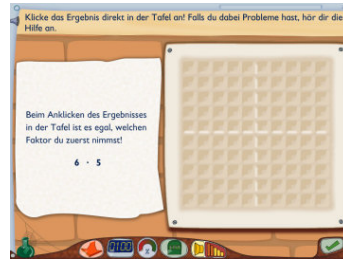 Klicke das Ergebnis direkt in der Tafel an! Falls du dabei Probleme hast, hör dir die
Hilfe an.
Beim Anklicken des Ergebnisses
in der Tafel ist es egal, welchen
Faktor du zuerst nimmst!
6 · 5
0100